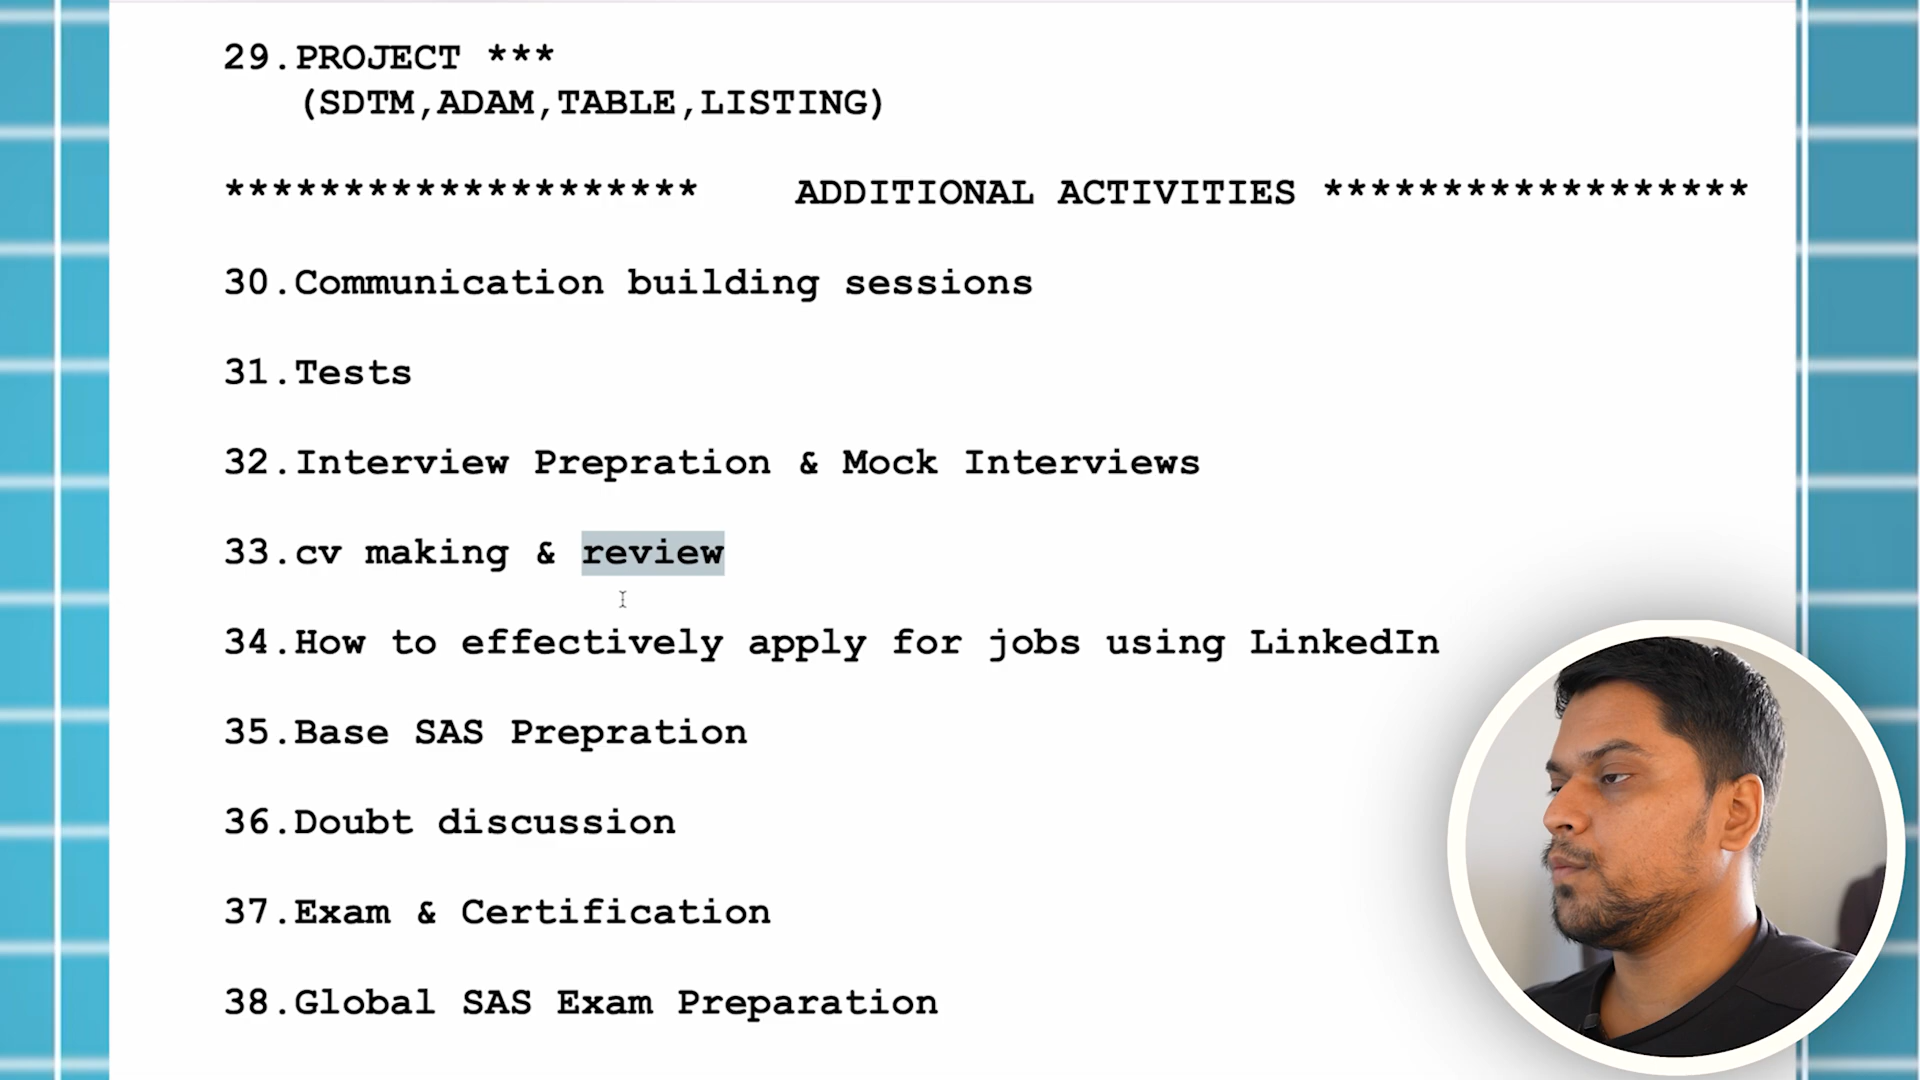 29.PROJECT ***
(SDTM,ADAM,TABLE,LISTING)
******************** ADDITIONAL ACTIVITIES ******************
30.Communication building sessions
31.Tests
32.Interview Prepration & Mock Interviews
33.cv making & review
34.How to effectively apply for jobs using LinkedIn
35.Base SAS Prepration
36.Doubt discussion
37.Exam & Certification
38.Global SAS Exam Preparation